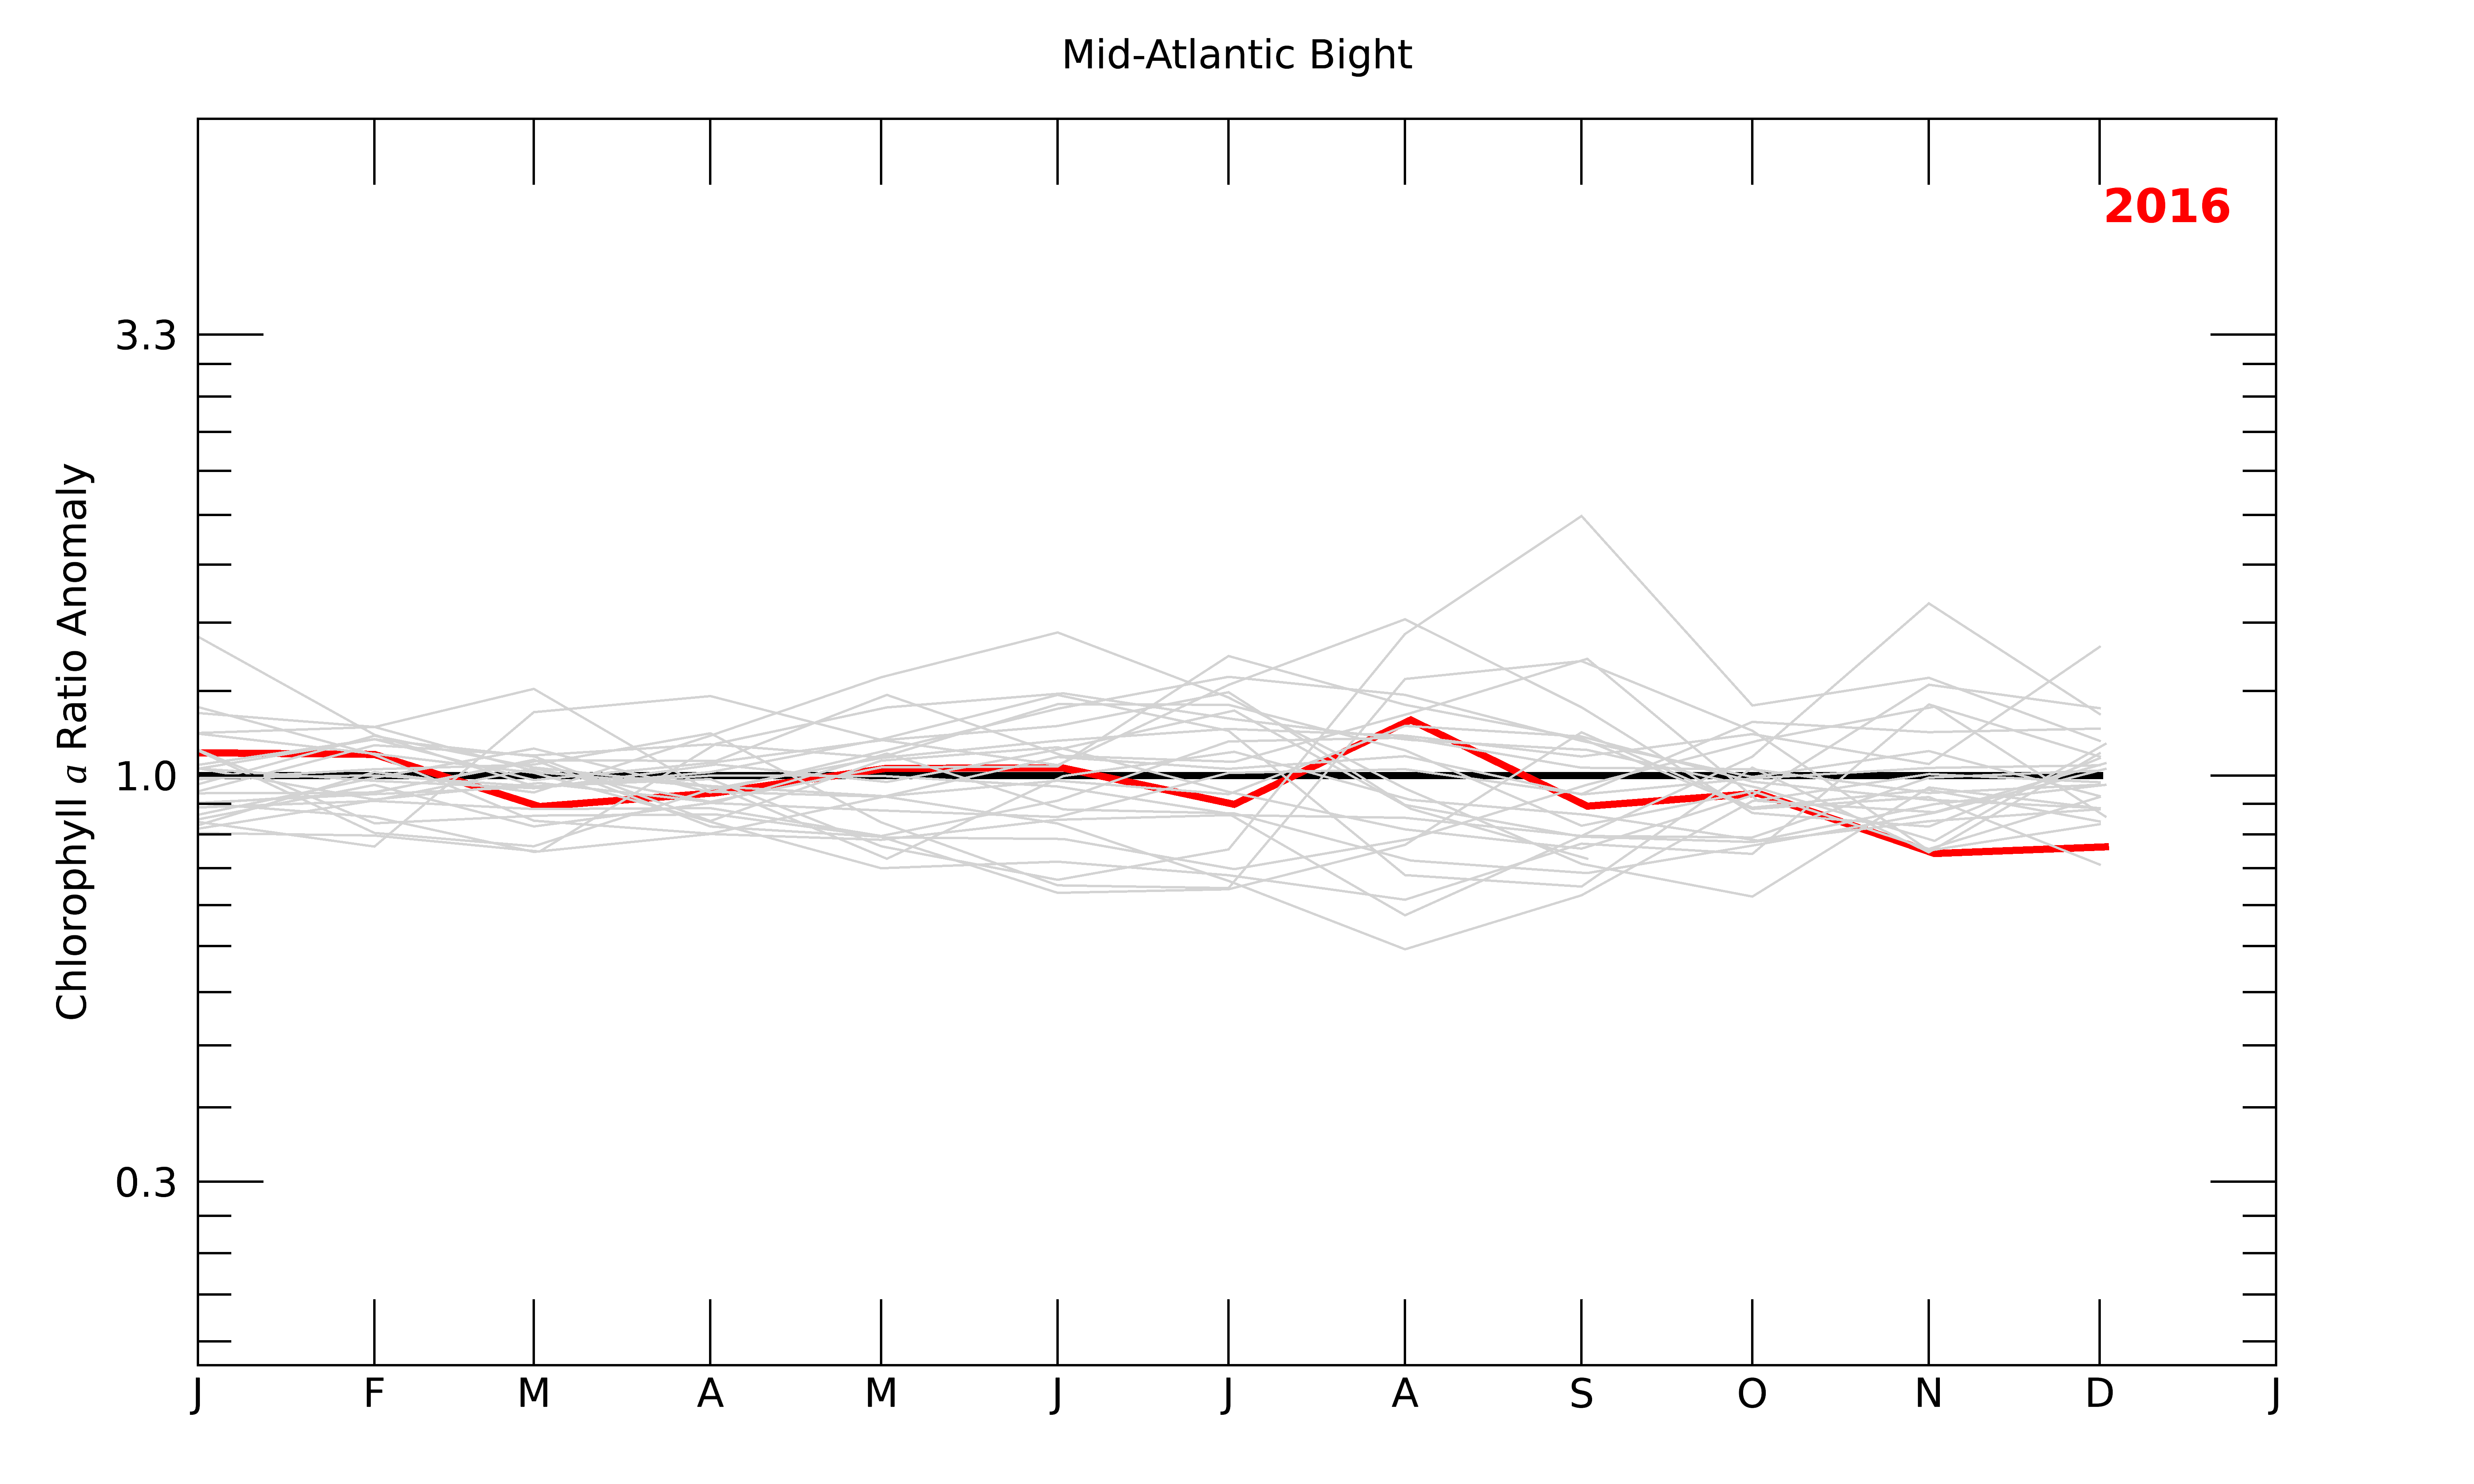 Mid-Atlantic Bight
2016
Chlorophyll a Ratio Anomaly
3.3
1.0
0.3
J F M A M J J A S O N D J